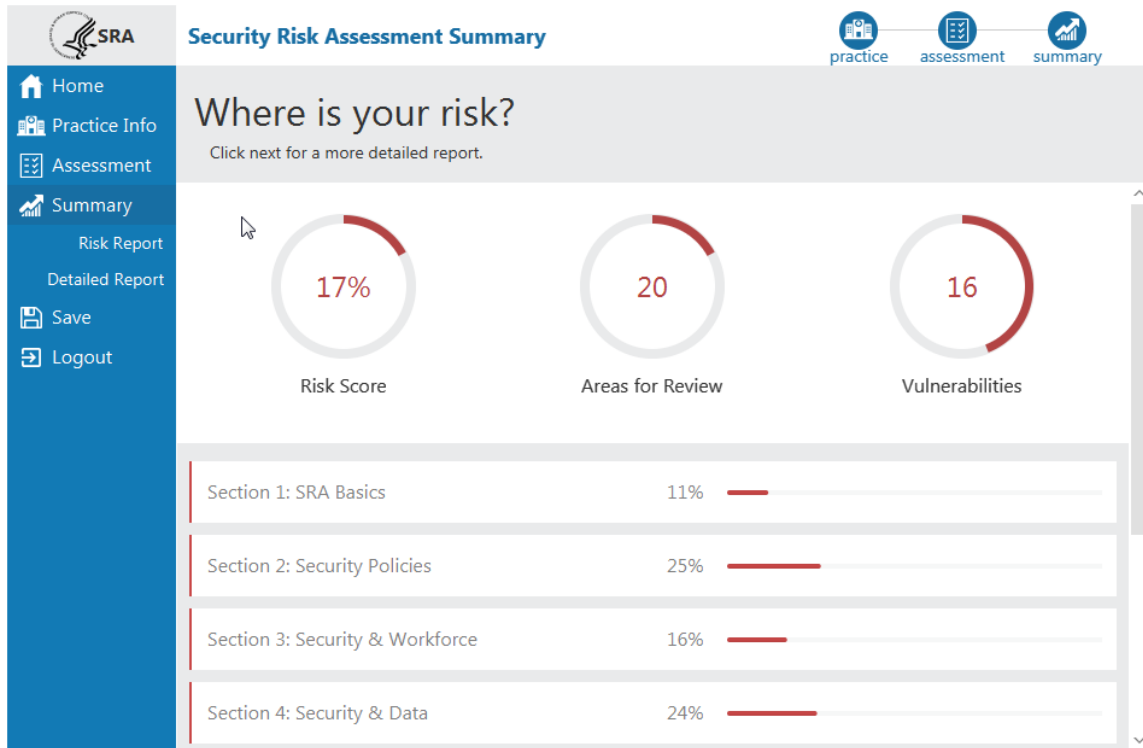 SRA
Security Risk Assessment Summary
practice
assessment
summary
Home
Practice Info
Assessment
Summary
Risk Report
Detailed Report
Save
Logout
Where is your risk?
Click next for a more detailed report.
17%
20
16
Risk Score
Areas for Review
Vulnerabilities
Section 1: SRA Basics 11%
Section 2: Security Policies 25%
Section 3: Security & Workforce 16%
Section 4: Security & Data 24%